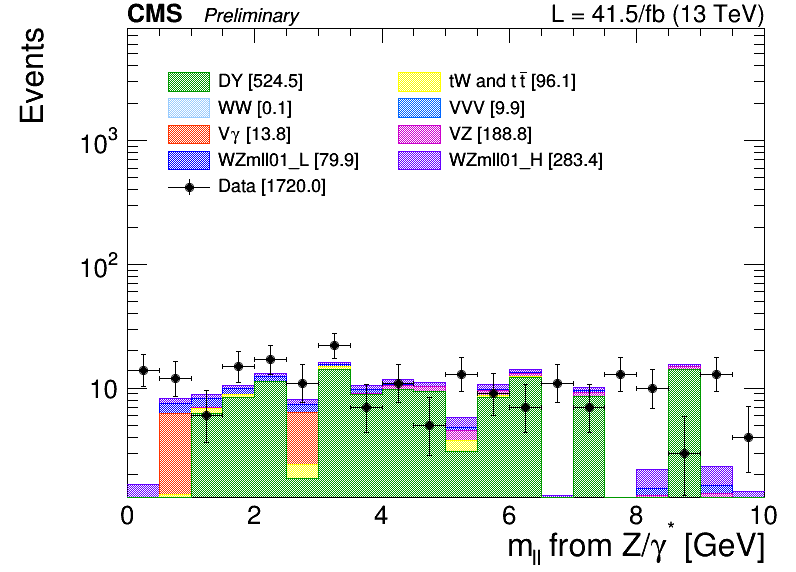 CMS Preliminary L = 41.5/fb (13 TeV)
Events
DY [524.5] tW and tt̄ [96.1]
WW [0.1] VVV [9.9]
Vγ [13.8] VZ [188.8]
WZmll01_L [79.9] WZmll01_H [283.4]
Data [1720.0]
10³
10²
10
0 2 4 6 8 10
m_ll from Z/γ* [GeV]